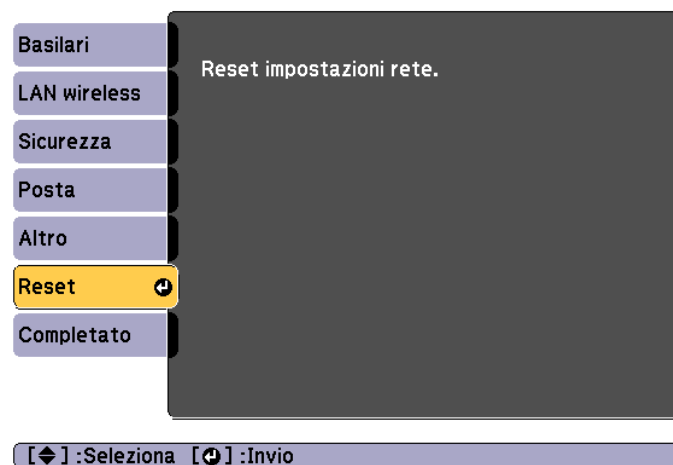 Basilari
LAN wireless
Sicurezza
Posta
Altro
Reset
Completato
Reset impostazioni rete.
[◆] :Seleziona [↵] :Invio